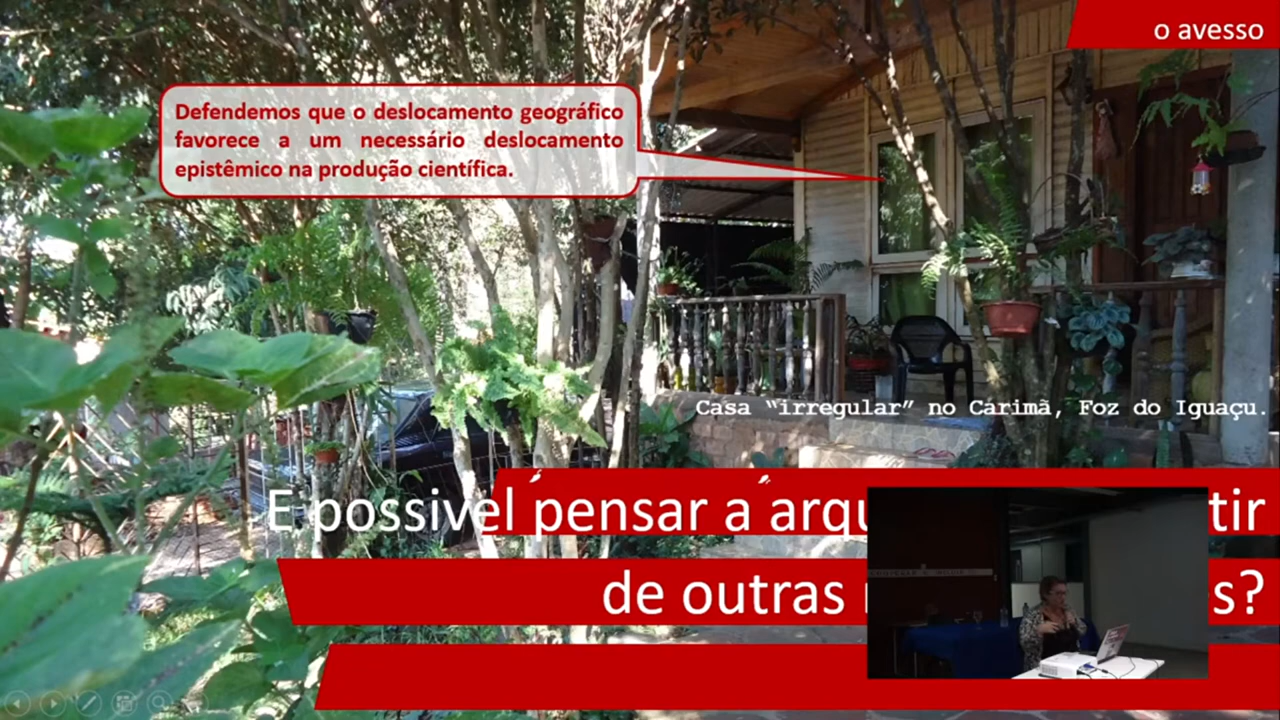 o avesso
Defendemos que o deslocamento geográfico
favorece a um necessário deslocamento
epistêmico na produção científica.
Casa “irregular” no Carimã, Foz do Iguaçu.
É possível pensar a
de outras